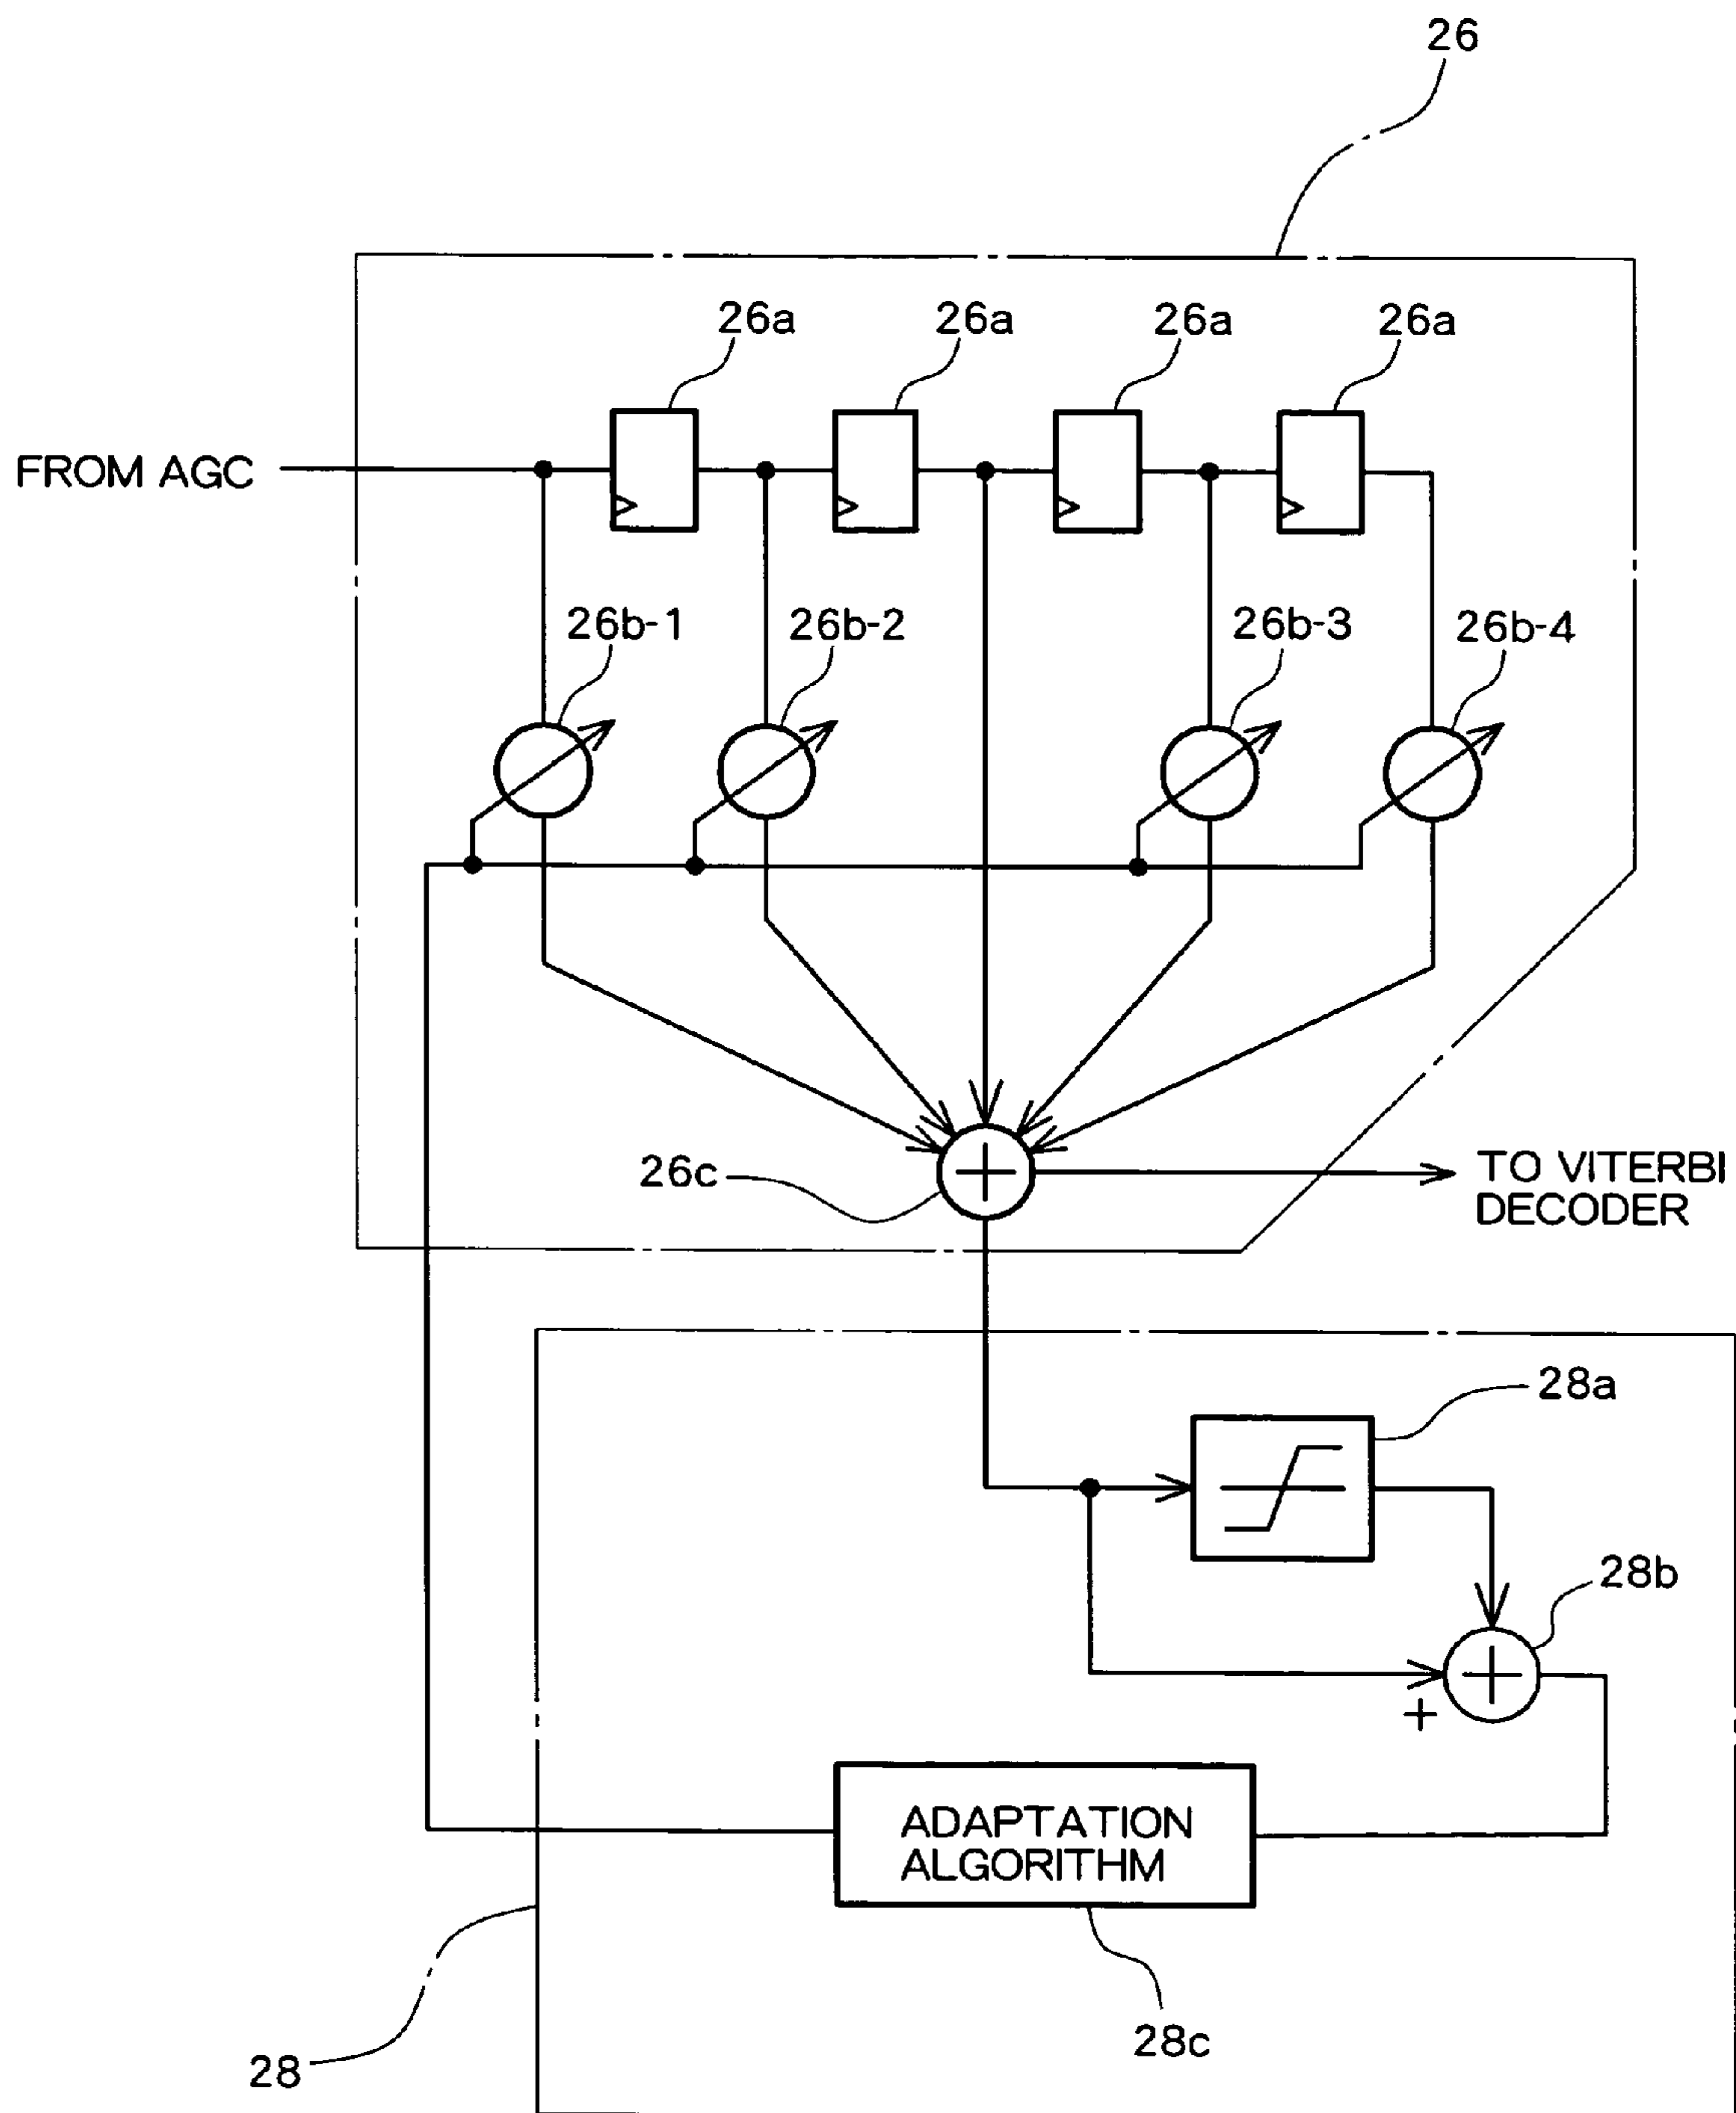 26
26a 26a 26a 26a
FROM AGC
26b-1 26b-2 26b-3 26b-4
26c
TO VITERBI
DECODER
28a
28b
+
ADAPTATION
ALGORITHM
28
28c